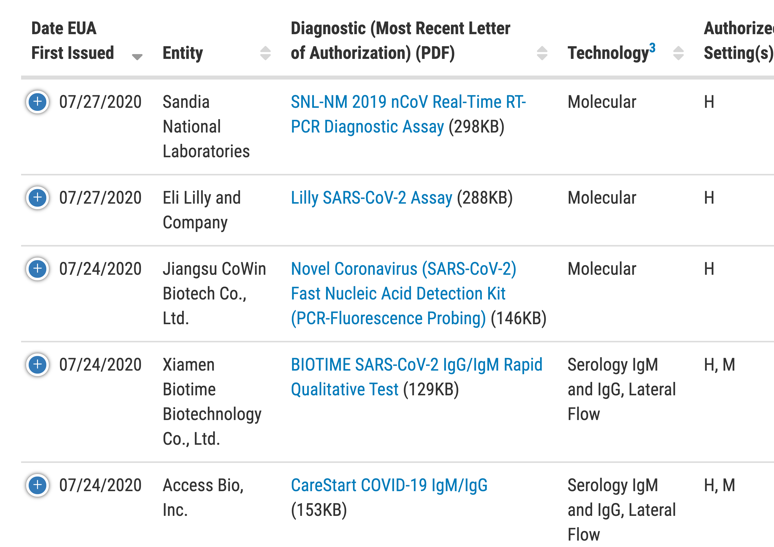 Date EUA First Issued
Entity
Diagnostic (Most Recent Letter of Authorization) (PDF)
Technology3
Authorized Setting(s)
07/27/2020
Sandia
National
Laboratories
SNL-NM 2019 nCoV Real-Time RT-
PCR Diagnostic Assay (298KB)
Molecular
H
07/27/2020
Eli Lilly and
Company
Lilly SARS-CoV-2 Assay (288KB)
Molecular
H
07/24/2020
Jiangsu CoWin
Biotech Co.,
Ltd.
Novel Coronavirus (SARS-CoV-2)
Fast Nucleic Acid Detection Kit
(PCR-Fluorescence Probing) (146KB)
Molecular
H
07/24/2020
Xiamen
Biotime
Biotechnology
Co., Ltd.
BIOTIME SARS-CoV-2 IgG/IgM Rapid
Qualitative Test (129KB)
Serology IgM
and IgG, Lateral
Flow
H, M
07/24/2020
Access Bio,
Inc.
CareStart COVID-19 IgM/IgG
(153KB)
Serology IgM
and IgG, Lateral
Flow
H, M